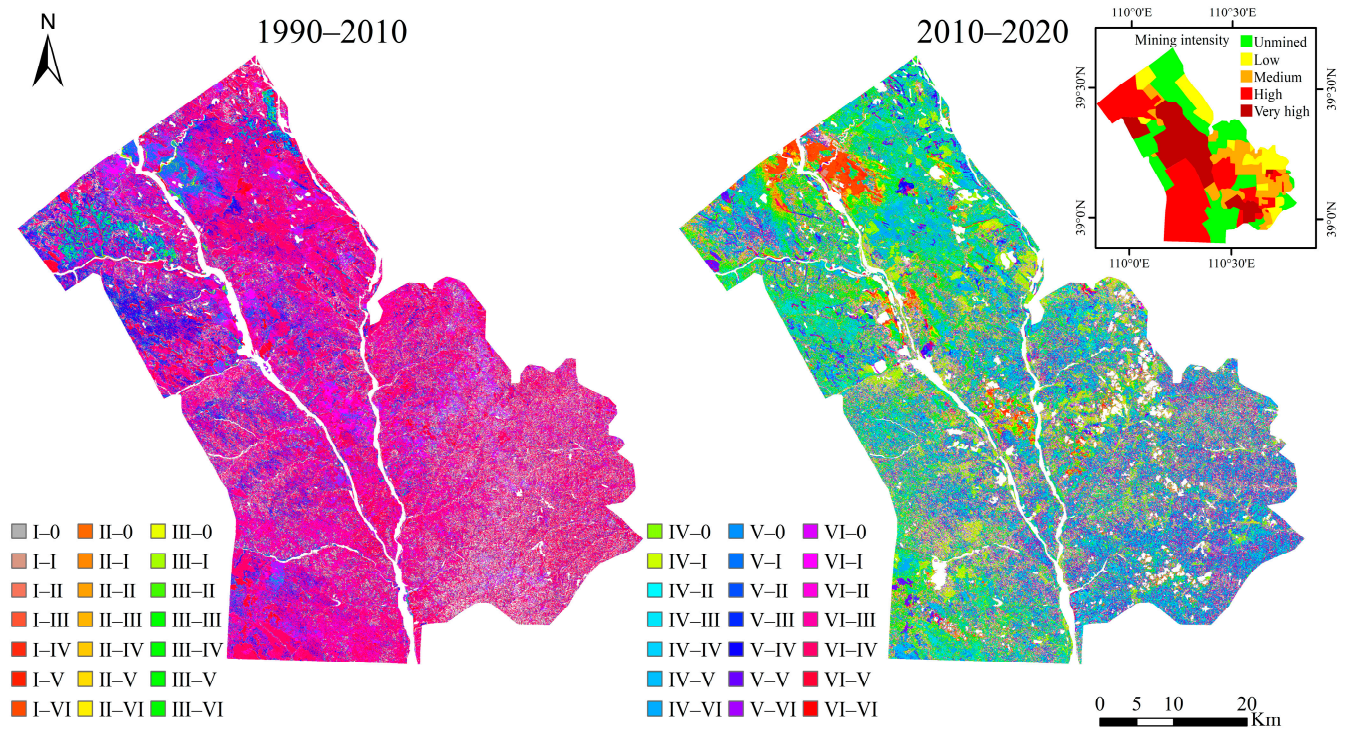 N
1990–2010
2010–2020
110°0'E 110°30'E
Mining intensity
Unmined
Low
Medium
High
Very high
39°30'N
39°30'N
39°0'N
39°0'N
110°0'E 110°30'E
I–0 II–0 III–0
I–I II–I III–I
I–II II–II III–II
I–III II–III III–III
I–IV II–IV III–IV
I–V II–V III–V
I–VI II–VI III–VI
IV–0 V–0 VI–0
IV–I V–I VI–I
IV–II V–II VI–II
IV–III V–III VI–III
IV–IV V–IV VI–IV
IV–V V–V VI–V
IV–VI V–VI VI–VI
0 5 10 20
Km